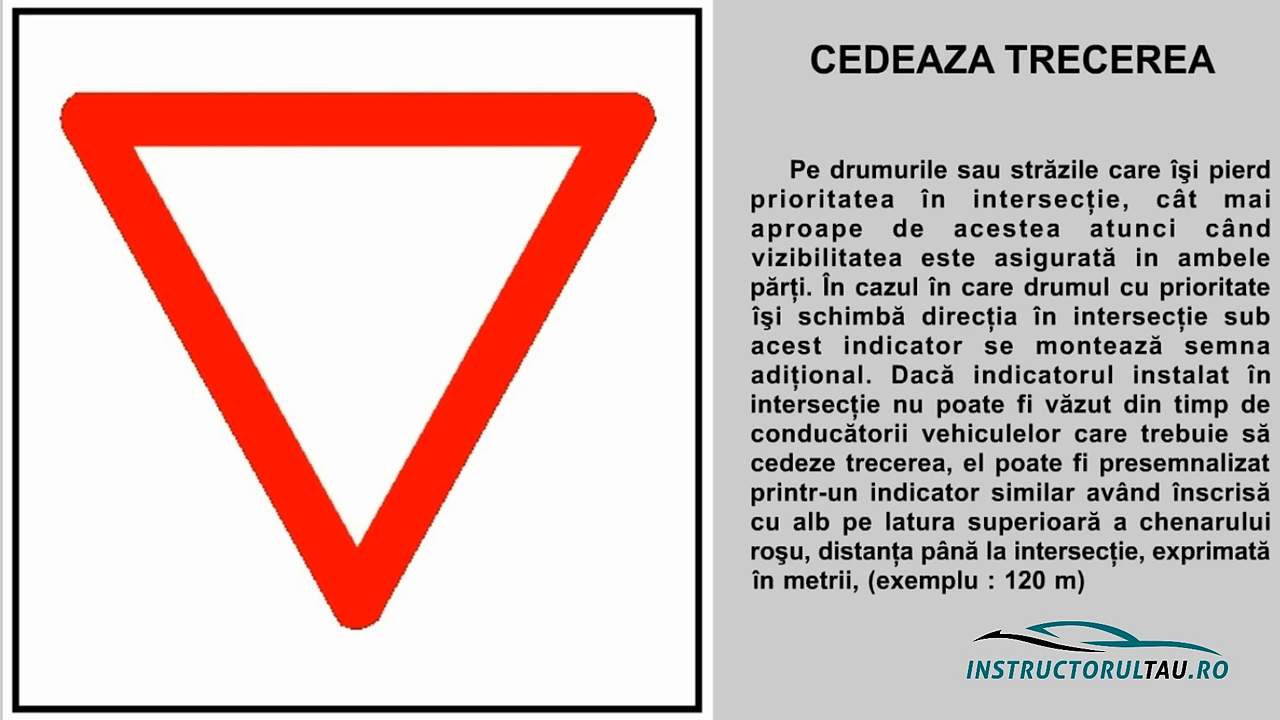 CEDEAZA TRECEREA
Pe drumurile sau străzile care îşi pierd
prioritatea în intersecție, cât mai
aproape de acestea atunci când
vizibilitatea este asigurată in ambele
părți. În cazul în care drumul cu prioritate
îşi schimbă direcția în intersecție sub
acest indicator se montează semna
adițional. Dacă indicatorul instalat în
intersecție nu poate fi văzut din timp de
conducătorii vehiculelor care trebuie să
cedeze trecerea, el poate fi presemnalizat
printr-un indicator similar având înscrisă
cu alb pe latura superioară a chenarului
roşu, distanța până la intersecție, exprimată
în metrii, (exemplu : 120 m)
INSTRUCTORULTAU.RO